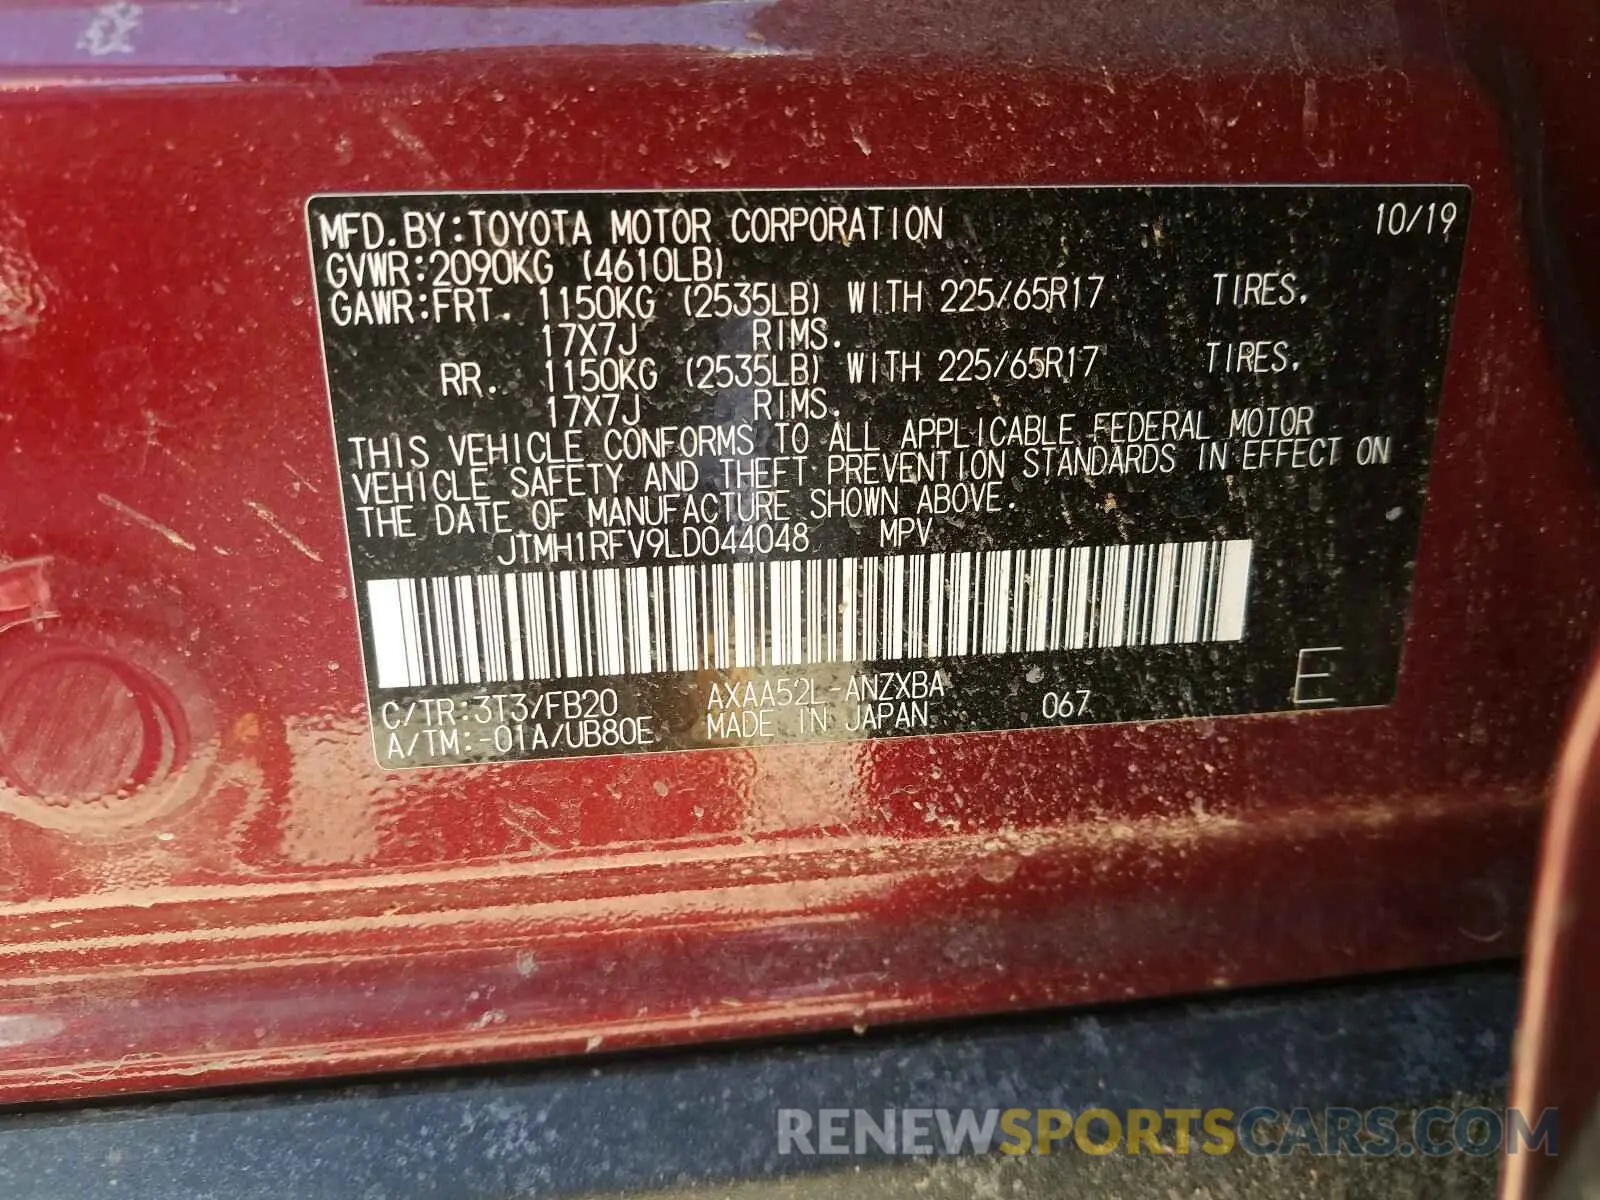 MFD.BY:TOYOTA MOTOR CORPORATION 10/19
GVWR:2090KG (4610LB)
GAWR:FRT. 1150KG (2535LB) WITH 225/65R17 TIRES,
17X7J RIMS.
RR. 1150KG (2535LB) WITH 225/65R17 TIRES,
17X7J RIMS.
THIS VEHICLE CONFORMS TO ALL APPLICABLE FEDERAL MOTOR
VEHICLE SAFETY AND THEFT PREVENTION STANDARDS IN EFFECT ON
THE DATE OF MANUFACTURE SHOWN ABOVE.
JTMH1RFV9LD044048 MPV
C/TR:3T3/FB20 AXAA52L-ANZXBA 067 E
A/TM:-01A/UB80E MADE IN JAPAN
RENEWSPORTSCARS.COM